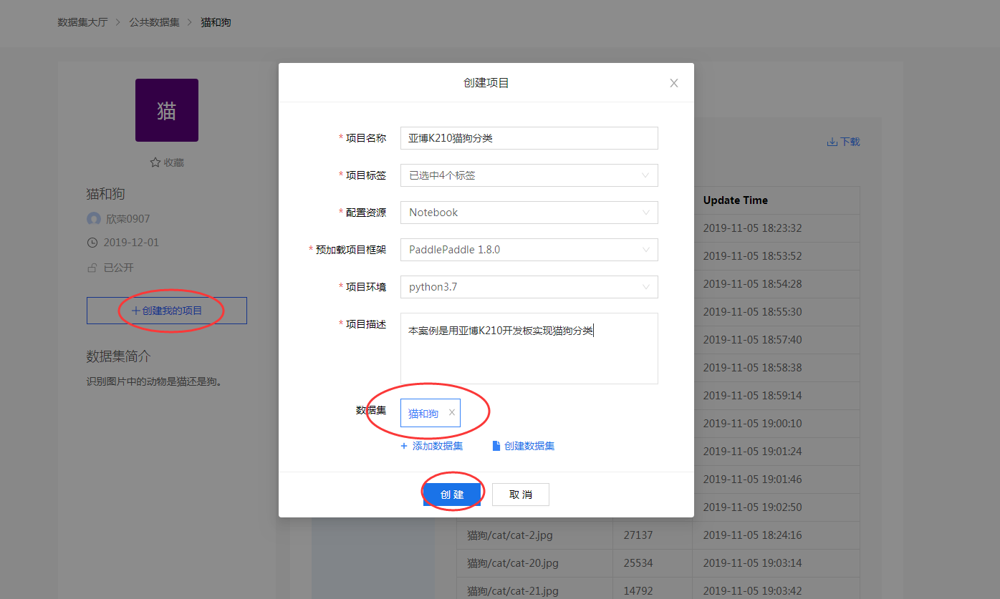 数据集大厅 > 公共数据集 > 猫和狗
猫
收藏
猫和狗
欣荣0907
2019-12-01
已公开
+创建我的项目
数据集简介
识别图片中的动物是猫还是狗。
创建项目
* 项目名称 亚博K210猫狗分类
* 项目标签 已选中4个标签
* 配置资源 Notebook
* 预加载项目框架 PaddlePaddle 1.8.0
* 项目环境 python3.7
* 项目描述 本案例是用亚博K210开发板实现猫狗分类
数据集 猫和狗
+ 添加数据集 创建数据集
创 建 取 消
下载
Update Time
2019-11-05 18:23:32
2019-11-05 18:53:52
2019-11-05 18:54:28
2019-11-05 18:55:30
2019-11-05 18:57:40
2019-11-05 18:58:38
2019-11-05 18:59:14
2019-11-05 19:00:10
2019-11-05 19:01:24
2019-11-05 19:01:46
2019-11-05 19:02:50
猫狗/cat/cat-2.jpg 27137 2019-11-05 18:24:16
猫狗/cat/cat-20.jpg 25534 2019-11-05 19:03:14
猫狗/cat/cat-21.jpg 14792 2019-11-05 19:03:42